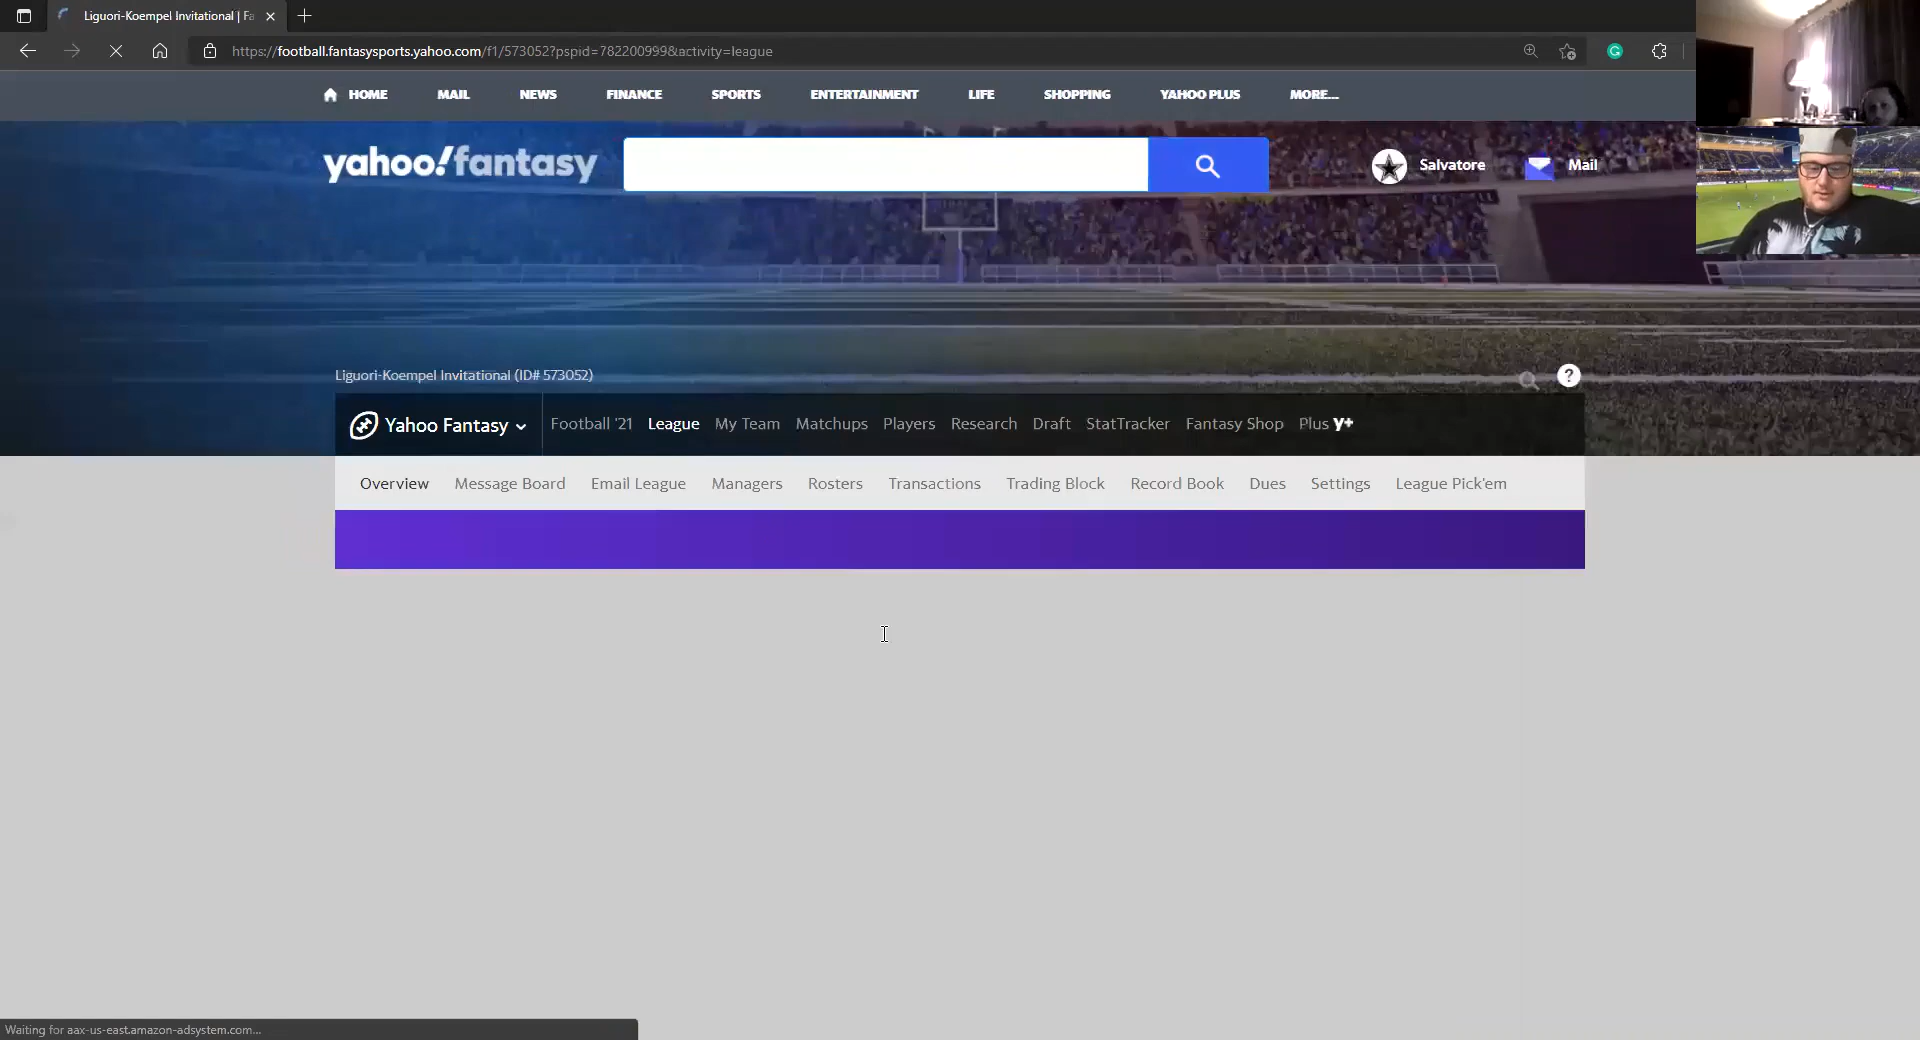 Liguori-Koempel Invitational | Fa
https://football.fantasysports.yahoo.com/f1/573052?pspid=782200999&activity=league
HOME MAIL NEWS FINANCE SPORTS ENTERTAINMENT LIFE SHOPPING YAHOO PLUS MORE...
yahoo!fantasy
Salvatore Mail
Liguori-Koempel Invitational (ID# 573052)
?
Yahoo Fantasy Football '21 League My Team Matchups Players Research Draft StatTracker Fantasy Shop Plus y+
Overview Message Board Email League Managers Rosters Transactions Trading Block Record Book Dues Settings League Pick'em
Waiting for aax-us-east.amazon-adsystem.com...